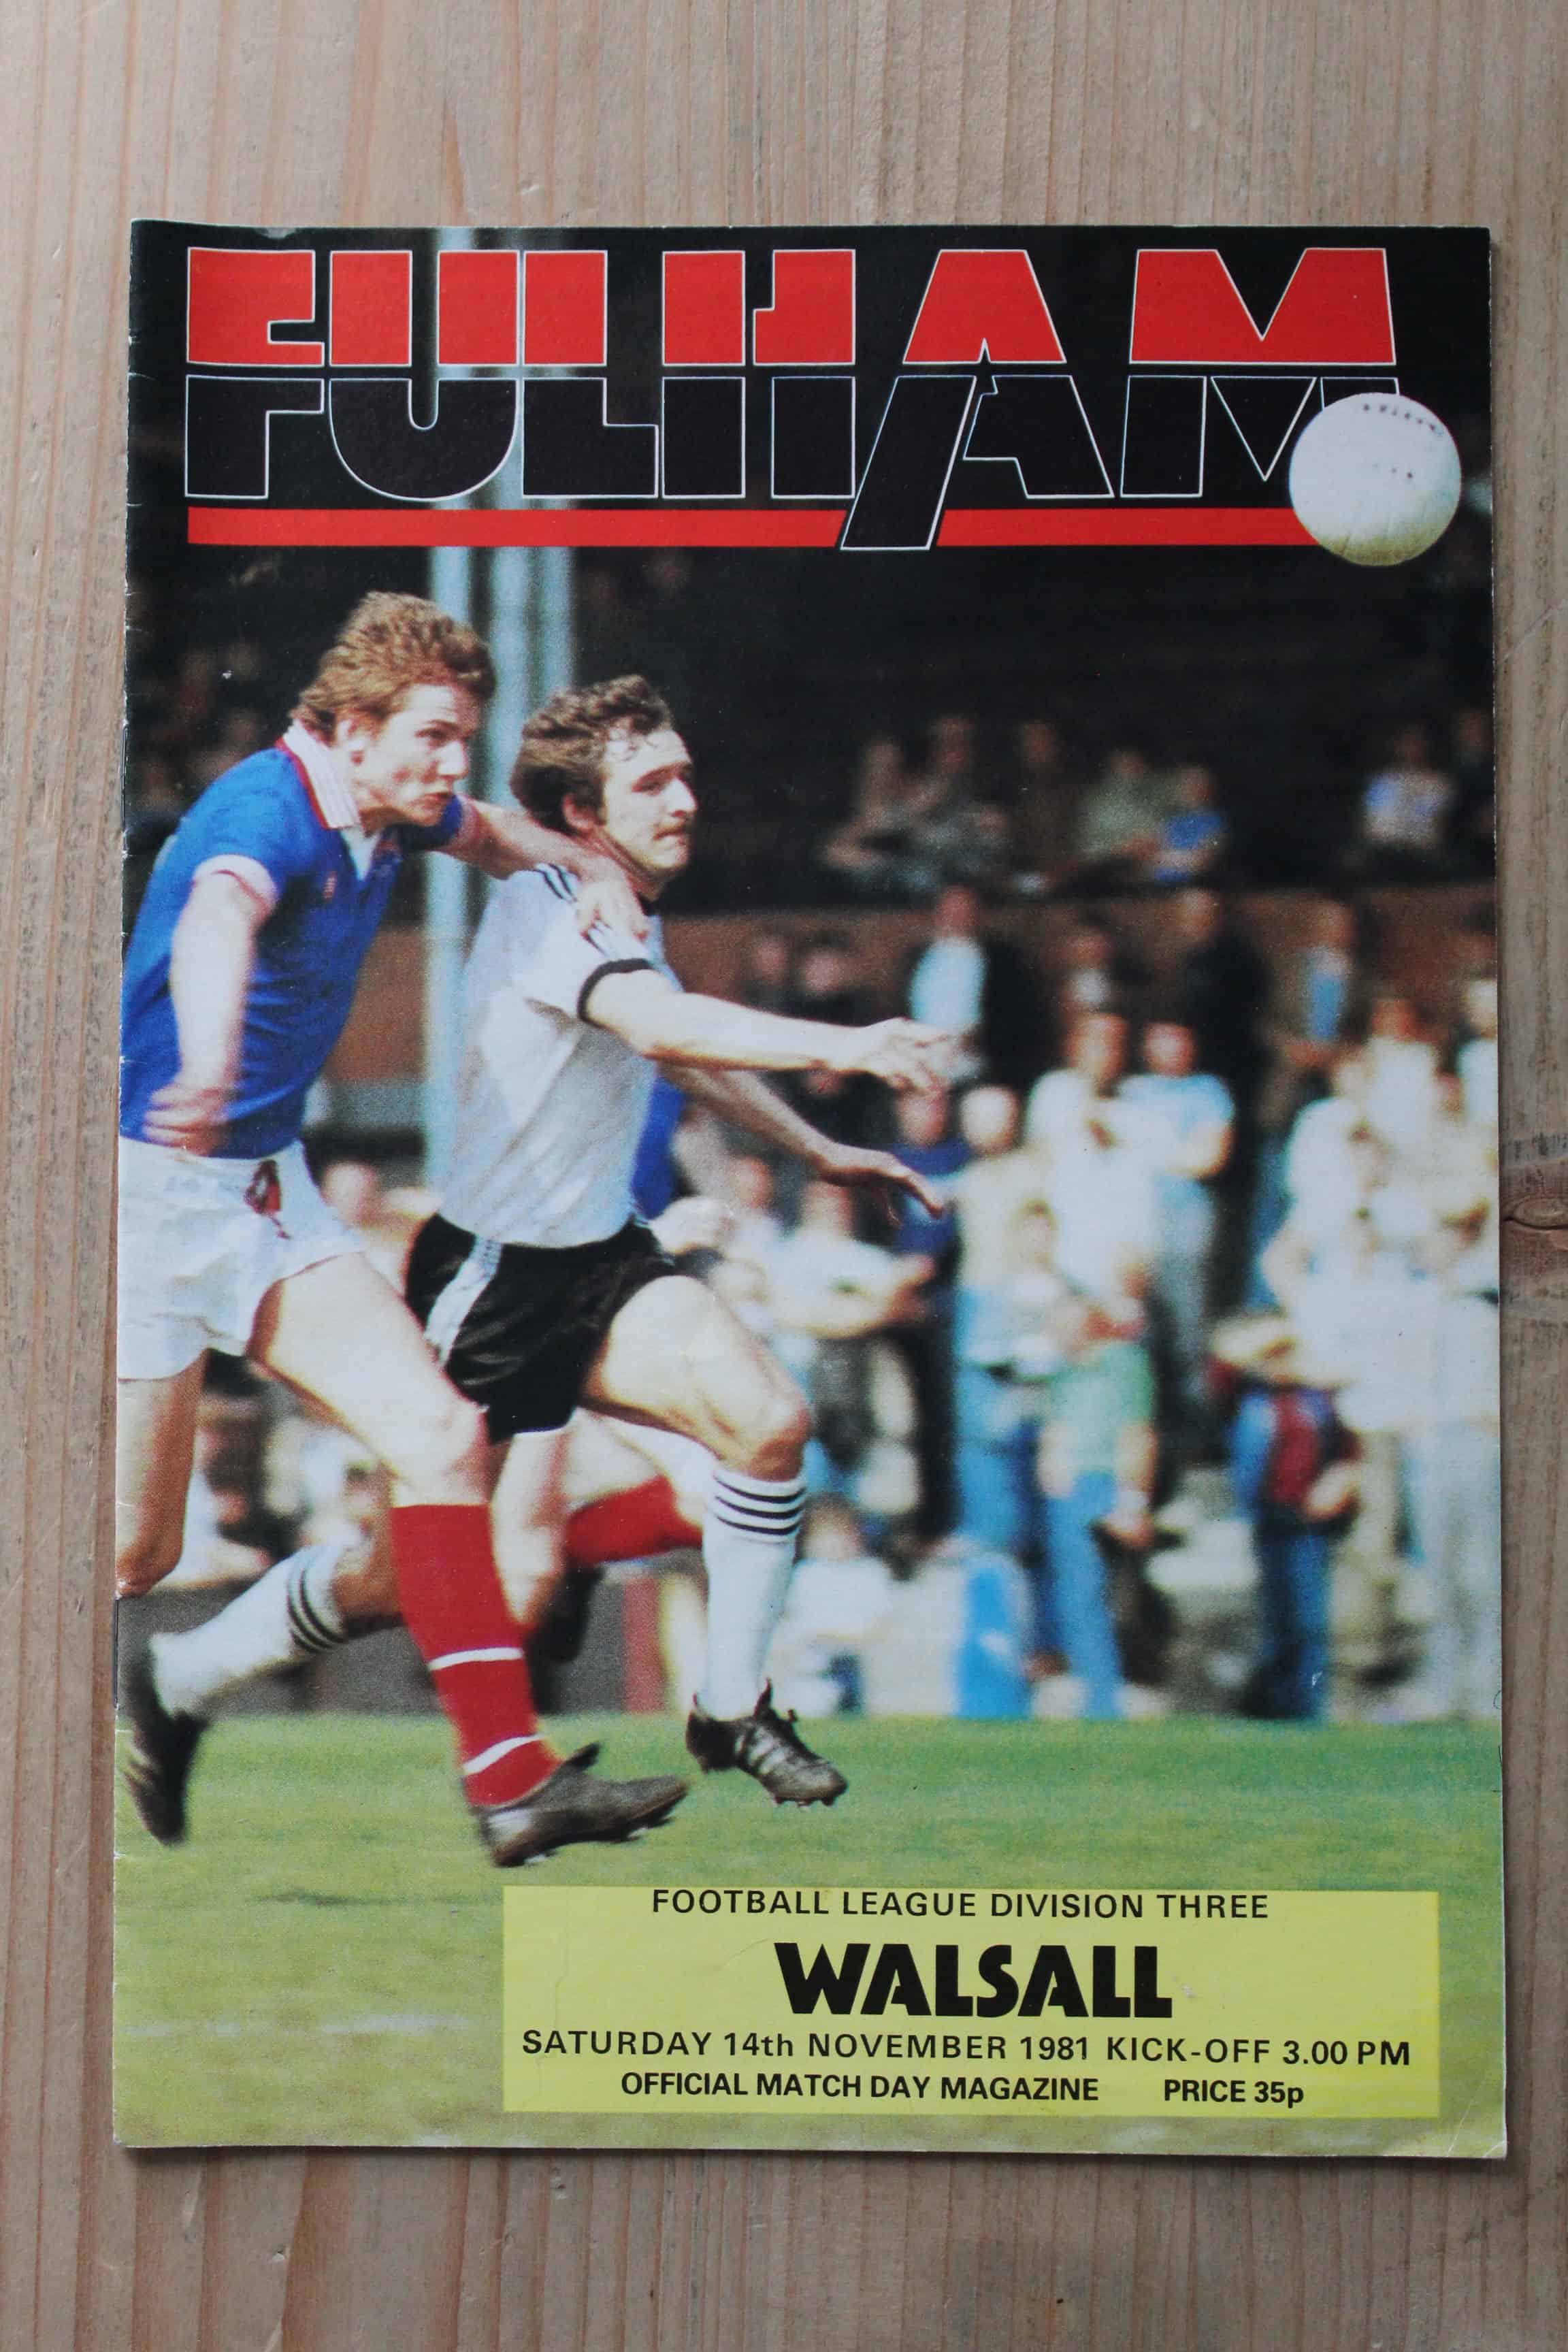 FULHAM
FOOTBALL LEAGUE DIVISION THREE
WALSALL
SATURDAY 14th NOVEMBER 1981 KICK-OFF 3.00 PM
OFFICIAL MATCH DAY MAGAZINE PRICE 35p